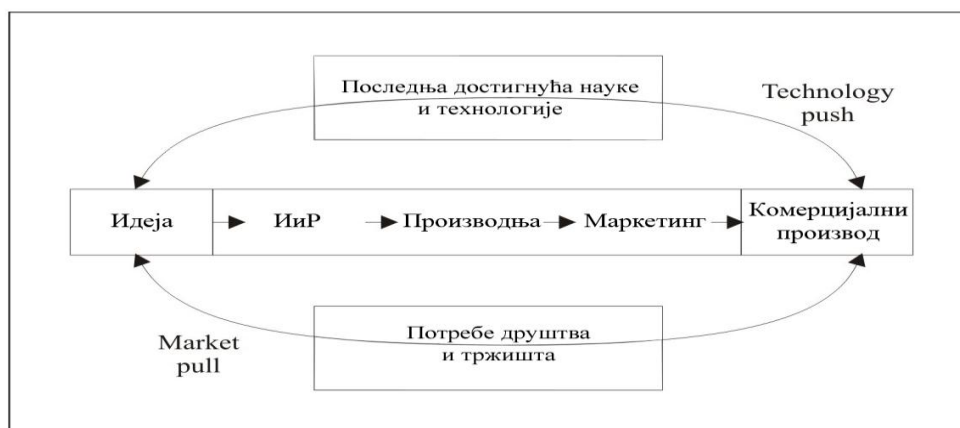 Последња достигнућа науке
и технологије
Technology
push
Идеја
ИиР
Производња
Маркетинг
Комерцијални
производ
Market
pull
Потребе друштва
и тржишта